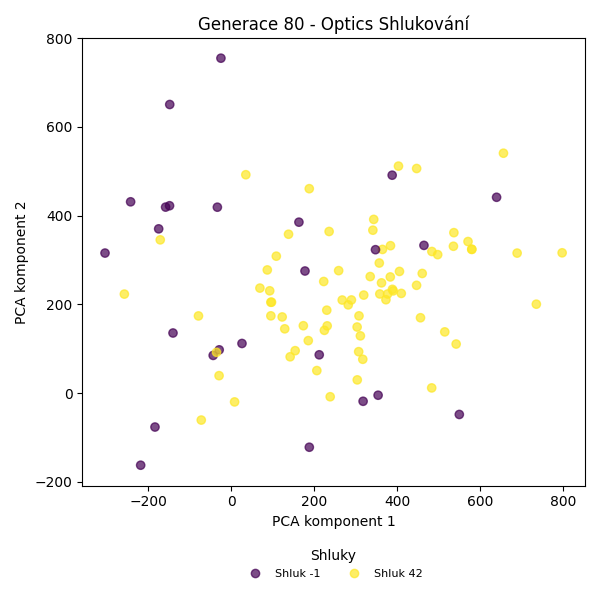 Generace 80 - Optics Shlukování
PCA komponent 2
800
600
400
200
0
−200
−200
0
200
400
600
800
PCA komponent 1
Shluky
Shluk -1
Shluk 42